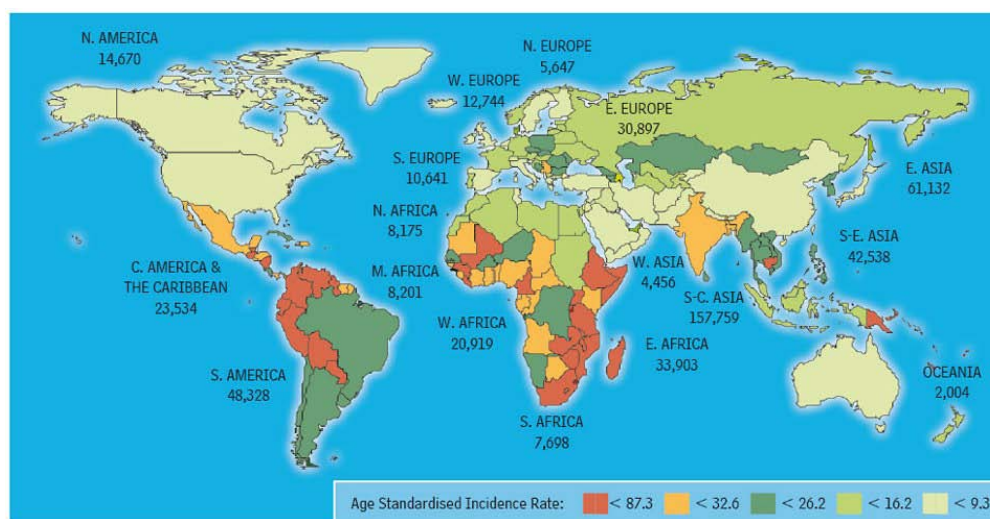 N. AMERICA
14,670
N. EUROPE
5,647
W. EUROPE
12,744
E. EUROPE
30,897
S. EUROPE
10,641
E. ASIA
61,132
N. AFRICA
8,175
S-E. ASIA
42,538
C. AMERICA &
THE CARIBBEAN
23,534
M. AFRICA
8,201
W. ASIA
4,456
S-C. ASIA
157,759
W. AFRICA
20,919
E. AFRICA
33,903
S. AMERICA
48,328
OCEANIA
2,004
S. AFRICA
7,698
Age Standardised Incidence Rate: < 87.3 < 32.6 < 26.2 < 16.2 < 9.3